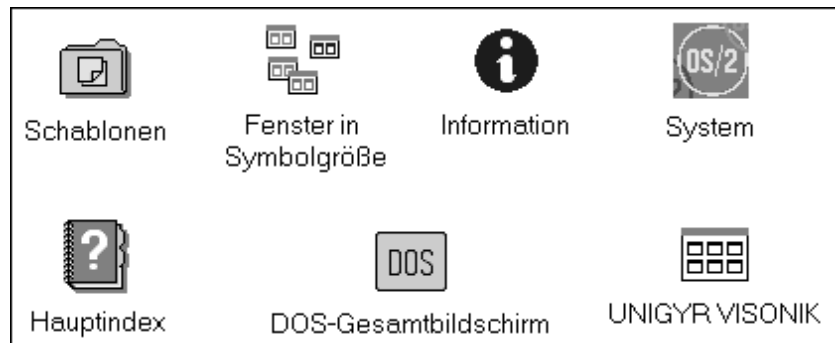 OS/2
Schablonen
Fenster in
Symbolgröße
Information
System
?
DOS
Hauptindex
DOS-Gesamtbildschirm
UNIGYR VISONIK